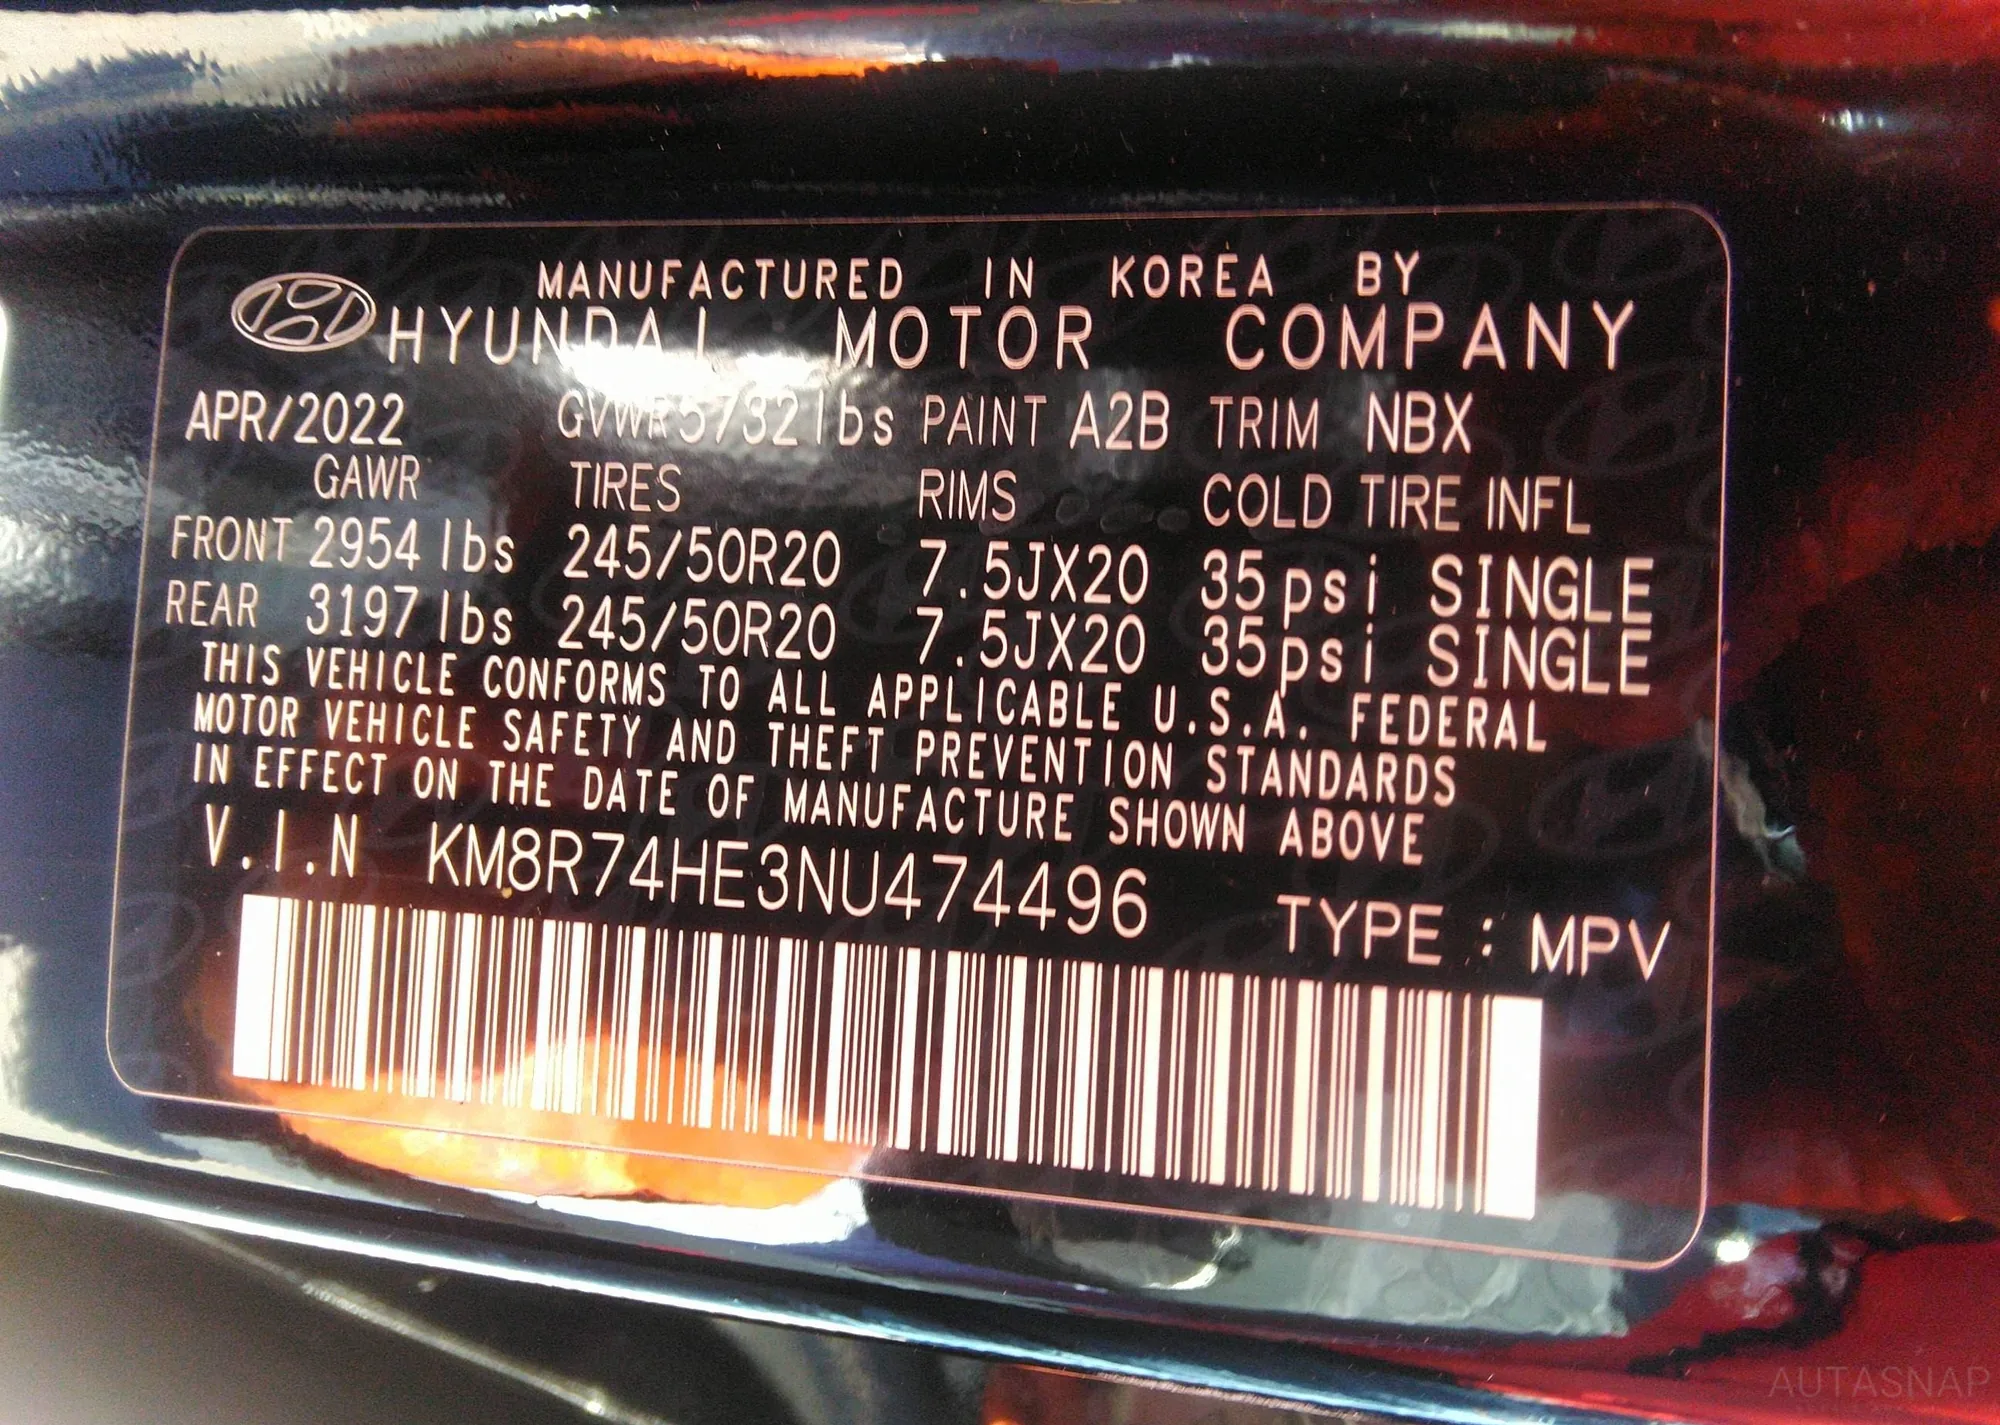 MANUFACTURED IN KOREA BY
HYUNDAI MOTOR COMPANY
APR/2022 GVWR 5732 lbs PAINT A2B TRIM NBX
GAWR TIRES RIMS COLD TIRE INFL
FRONT 2954 lbs 245/50R20 7.5JX20 35psi SINGLE
REAR 3197 lbs 245/50R20 7.5JX20 35psi SINGLE
THIS VEHICLE CONFORMS TO ALL APPLICABLE U.S.A. FEDERAL
MOTOR VEHICLE SAFETY AND THEFT PREVENTION STANDARDS
IN EFFECT ON THE DATE OF MANUFACTURE SHOWN ABOVE
V.I.N KM8R74HE3NU474496 TYPE : MPV
AUTASNAP